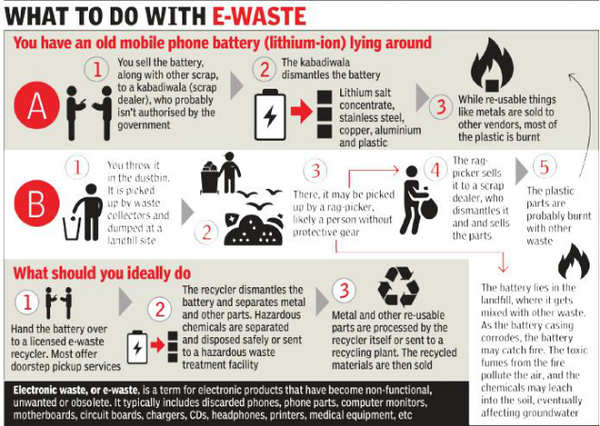 WHAT TO DO WITH E-WASTE
You have an old mobile phone battery (lithium-ion) lying around
A
1
You sell the battery,
along with other scrap,
to a kabadiwala (scrap
dealer), who probably
isn't authorised by the
government
2
The kabadiwala
dismantles the battery
Lithium salt
concentrate,
stainless steel,
copper, aluminium
and plastic
3
While re-usable things
like metals are sold to
other vendors, most of
the plastic is burnt
B
1
You threw it
in the dustbin.
It is picked
up by waste
collectors and
dumped at a
landfill site
2
3
There, it may be picked
up by a rag-picker,
likely a person without
protective gear
4
The rag-
picker sells
it to a scrap
dealer, who
dismantles it
and and sells
the parts
5
The plastic
parts are
probably burnt
with other
waste
The battery lies in the
landfill, where it gets
mixed with other waste.
As the battery casing
corrodes, the battery
may catch fire. The toxic
fumes from the fire
pollute the air, and the
chemicals may leach
into the soil, eventually
affecting groundwater
What should you ideally do
1
Hand the battery over
to a licensed e-waste
recycler. Most offer
doorstep pickup services
2
The recycler dismantles the
battery and separates metal
and other parts. Hazardous
chemicals are separated
and disposed safely or sent
to a hazardous waste
treatment facility
3
Metal and other re-usable
parts are processed by the
recycler itself or sent to a
recycling plant. The recycled
materials are then sold
Electronic waste, or e-waste, is a term for electronic products that have become non-functional,
unwanted or obsolete. It typically includes discarded phones, phone parts, computer monitors,
motherboards, circuit boards, chargers, CDs, headphones, printers, medical equipment, etc